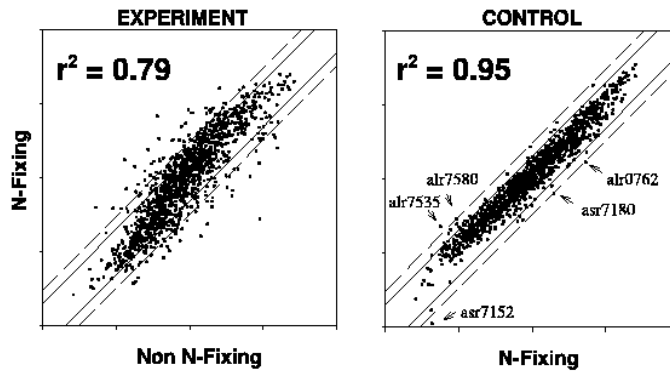 EXPERIMENT
CONTROL
r² = 0.79
r² = 0.95
N-Fixing
alr7580
alr7535
alr0762
asr7180
asr7152
Non N-Fixing
N-Fixing